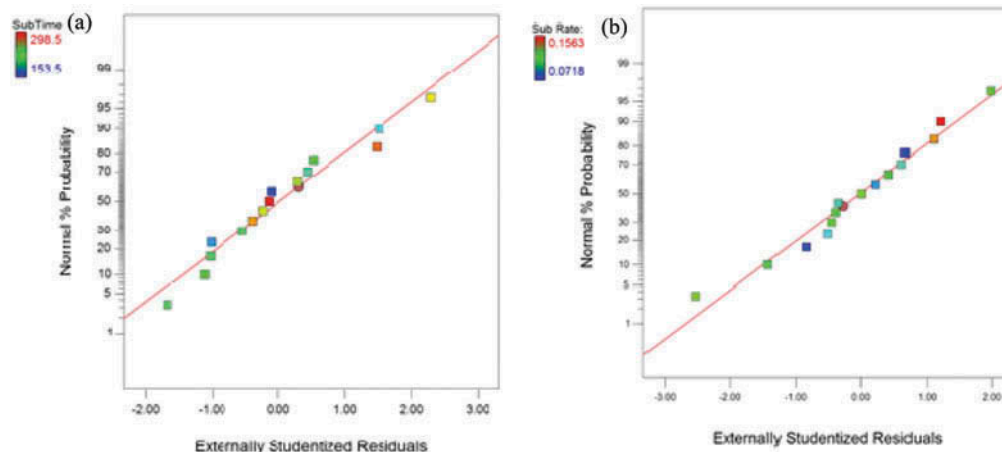 (a)
SubTime
298.5
153.5
99
95
90
80
70
50
30
20
10
5
1
Normal % Probability
-2.00 -1.00 0.00 1.00 2.00 3.00
Externally Studentized Residuals
(b)
Sub Rate:
0.1563
0.0718
99
95
90
80
70
50
30
20
10
5
1
Normal % Probability
-3.00 -2.00 -1.00 0.00 1.00 2.00
Externally Studentized Residuals